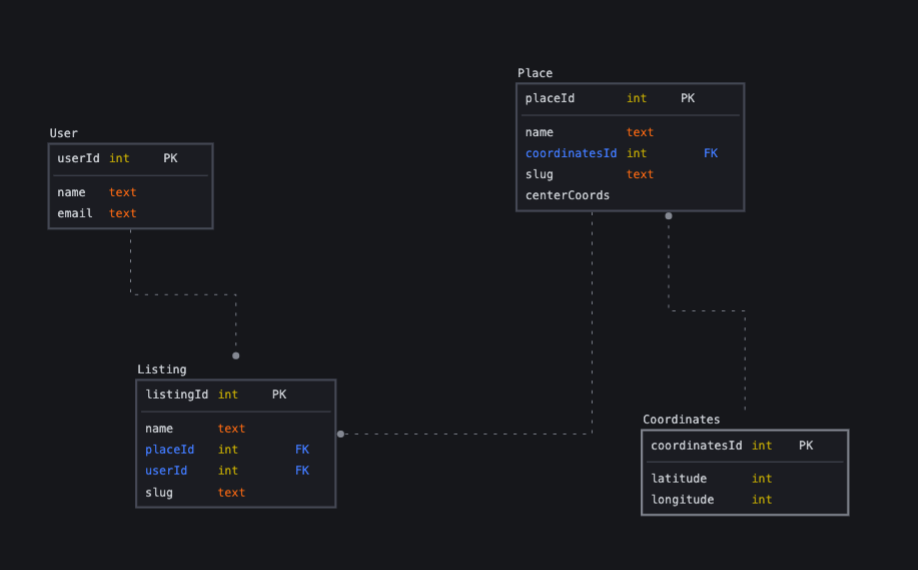 User
userId int PK
name text
email text
Place
placeId int PK
name text
coordinatesId int FK
slug text
centerCoords
Listing
listingId int PK
name text
placeId int FK
userId int FK
slug text
Coordinates
coordinatesId int PK
latitude int
longitude int